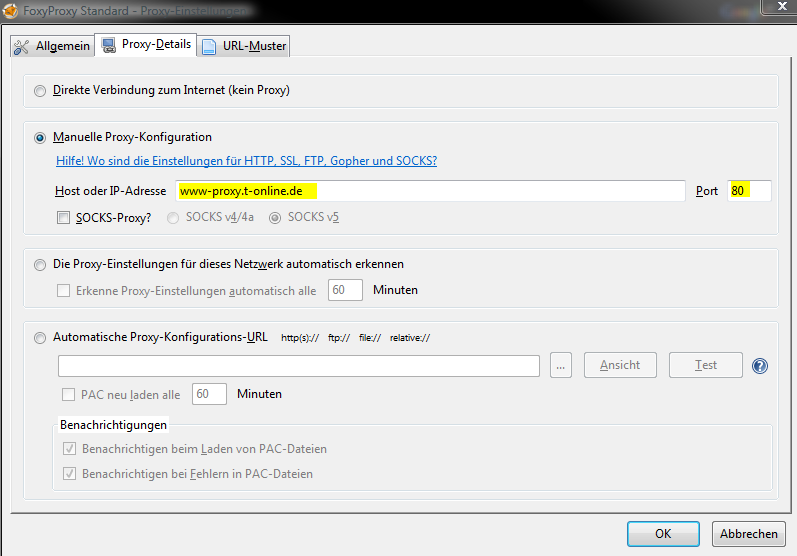 FoxyProxy Standard - Proxy-Einstellungen
Allgemein Proxy-Details URL-Muster
Direkte Verbindung zum Internet (kein Proxy)
Manuelle Proxy-Konfiguration
Hilfe! Wo sind die Einstellungen für HTTP, SSL, FTP, Gopher und SOCKS?
Host oder IP-Adresse www-proxy.t-online.de Port 80
SOCKS-Proxy? SOCKS v4/4a SOCKS v5
Die Proxy-Einstellungen für dieses Netzwerk automatisch erkennen
Erkenne Proxy-Einstellungen automatisch alle 60 Minuten
Automatische Proxy-Konfigurations-URL http(s):// ftp:// file:// relative://
... Ansicht Test ?
PAC neu laden alle 60 Minuten
Benachrichtigungen
Benachrichtigen beim Laden von PAC-Dateien
Benachrichtigen bei Fehlern in PAC-Dateien
OK Abbrechen